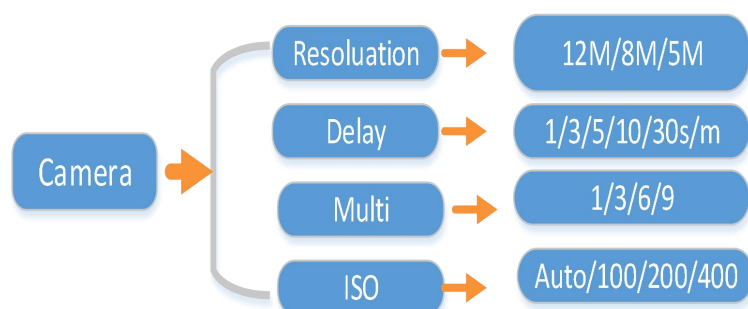 Resoluation
12M/8M/5M
Delay
1/3/5/10/30s/m
Camera
Multi
1/3/6/9
ISO
Auto/100/200/400